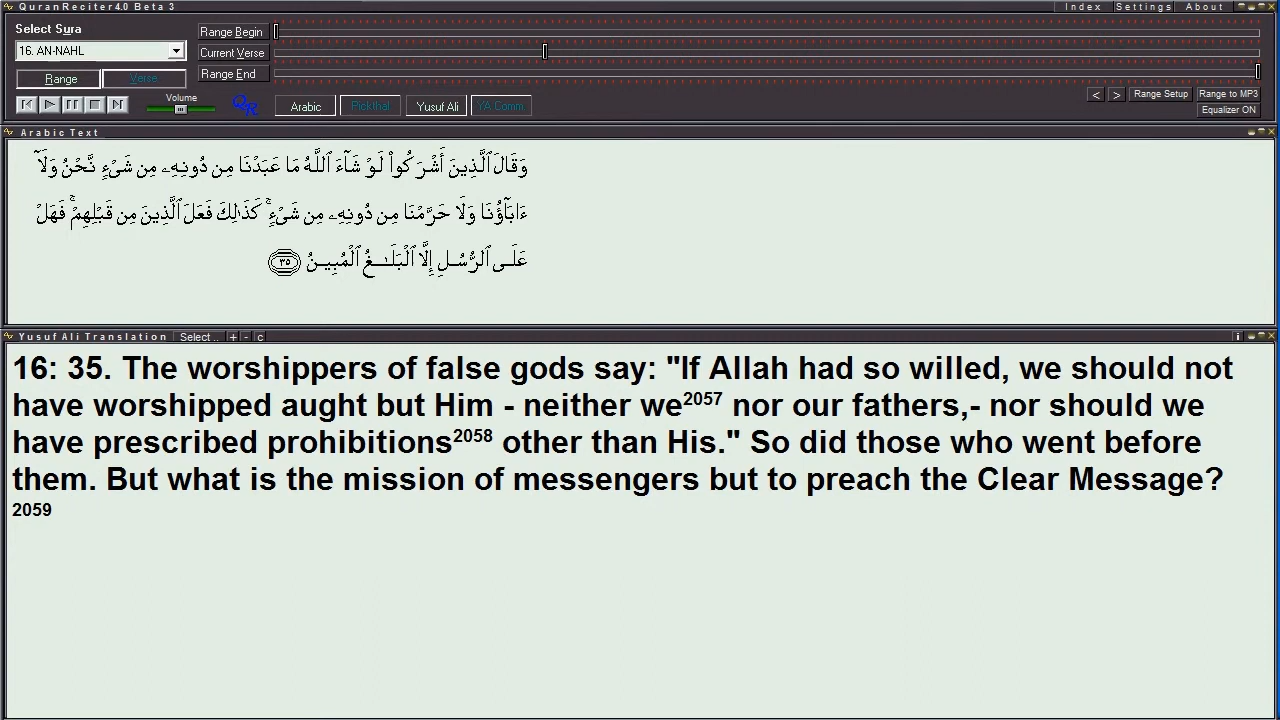 QuranReciter4.0 Beta 3
Index Settings About
Select Sura
16. AN-NAHL
Range Verse
Range Begin
Current Verse
Range End
Volume
QR
Arabic Pickthal Yusuf Ali YA Comm
< > Range Setup Range to MP3
Equalizer ON
Arabic Text
وَقَالَ ٱلَّذِينَ أَشْرَكُوا۟ لَوْ شَآءَ ٱللَّهُ مَا عَبَدْنَا مِن دُونِهِۦ مِن شَىْءٍ نَّحْنُ وَلَآ
ءَابَآؤُنَا وَلَا حَرَّمْنَا مِن دُونِهِۦ مِن شَىْءٍ ۚ كَذَٰلِكَ فَعَلَ ٱلَّذِينَ مِن قَبْلِهِمْ ۚ فَهَلْ
عَلَى ٱلرُّسُلِ إِلَّا ٱلْبَلَـٰغُ ٱلْمُبِينُ ٣٥
Yusuf Ali Translation Select .. + - c i
16: 35. The worshippers of false gods say: "If Allah had so willed, we should not
have worshipped aught but Him - neither we2057 nor our fathers,- nor should we
have prescribed prohibitions2058 other than His." So did those who went before
them. But what is the mission of messengers but to preach the Clear Message?
2059